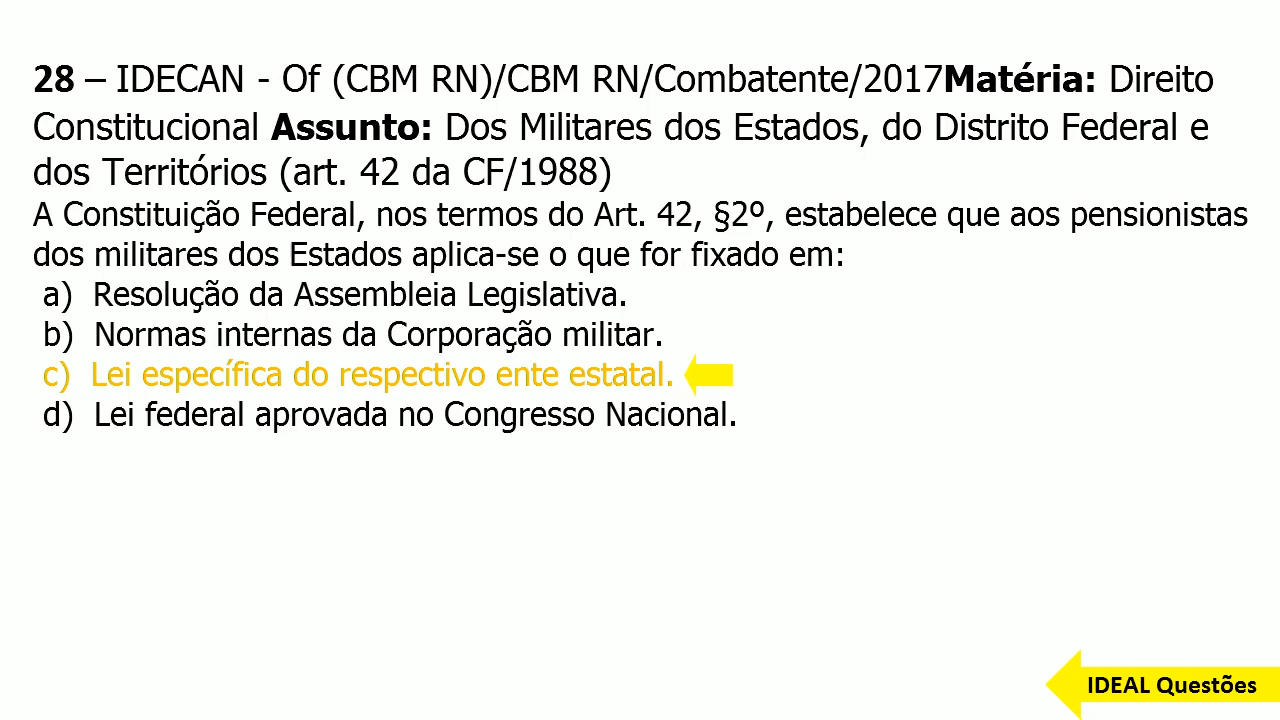 28 – IDECAN - Of (CBM RN)/CBM RN/Combatente/2017Matéria: Direito
Constitucional Assunto: Dos Militares dos Estados, do Distrito Federal e
dos Territórios (art. 42 da CF/1988)
A Constituição Federal, nos termos do Art. 42, §2º, estabelece que aos pensionistas
dos militares dos Estados aplica-se o que for fixado em:
a) Resolução da Assembleia Legislativa.
b) Normas internas da Corporação militar.
c) Lei específica do respectivo ente estatal.
d) Lei federal aprovada no Congresso Nacional.
IDEAL Questões